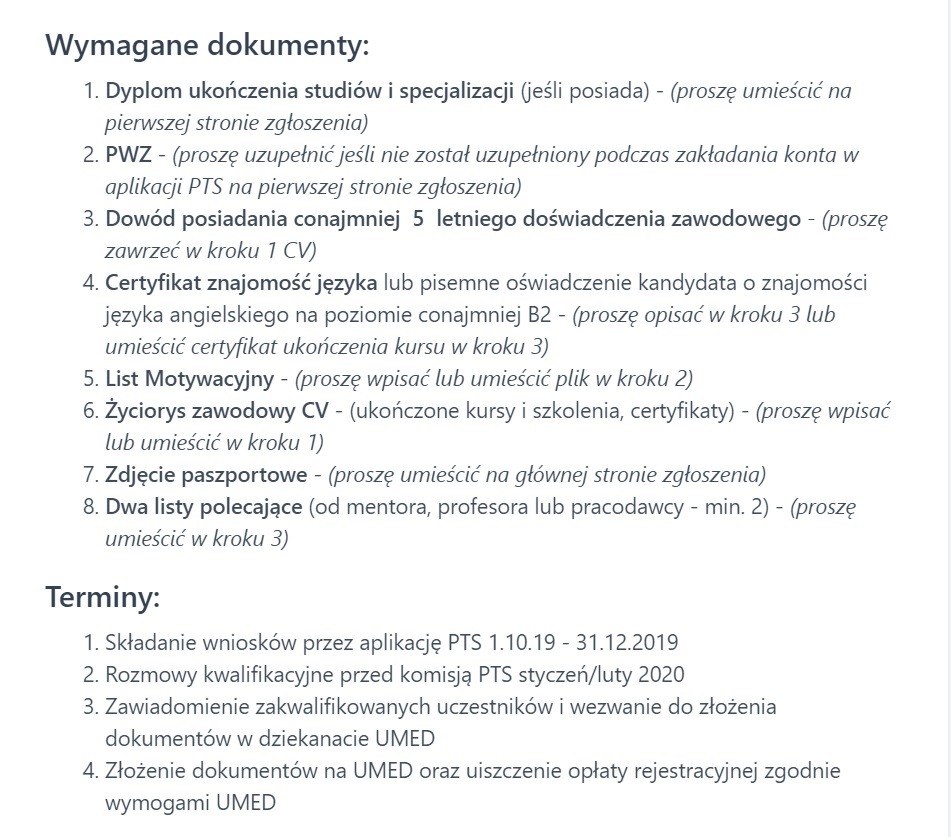 Wymagane dokumenty:
1. Dyplom ukończenia studiów i specjalizacji (jeśli posiada) - (proszę umieścić na
pierwszej stronie zgłoszenia)
2. PWZ - (proszę uzupełnić jeśli nie został uzupełniony podczas zakładania konta w
aplikacji PTS na pierwszej stronie zgłoszenia)
3. Dowód posiadania conajmniej  5  letniego doświadczenia zawodowego - (proszę
zawrzeć w kroku 1 CV)
4. Certyfikat znajomość języka lub pisemne oświadczenie kandydata o znajomości
języka angielskiego na poziomie conajmniej B2 - (proszę opisać w kroku 3 lub
umieścić certyfikat ukończenia kursu w kroku 3)
5. List Motywacyjny - (proszę wpisać lub umieścić plik w kroku 2)
6. Życiorys zawodowy CV - (ukończone kursy i szkolenia, certyfikaty) - (proszę wpisać
lub umieścić w kroku 1)
7. Zdjęcie paszportowe - (proszę umieścić na głównej stronie zgłoszenia)
8. Dwa listy polecające (od mentora, profesora lub pracodawcy - min. 2) - (proszę
umieścić w kroku 3)
Terminy:
1. Składanie wniosków przez aplikację PTS 1.10.19 - 31.12.2019
2. Rozmowy kwalifikacyjne przed komisją PTS styczeń/luty 2020
3. Zawiadomienie zakwalifikowanych uczestników i wezwanie do złożenia
dokumentów w dziekanacie UMED
4. Złożenie dokumentów na UMED oraz uiszczenie opłaty rejestracyjnej zgodnie
wymogami UMED